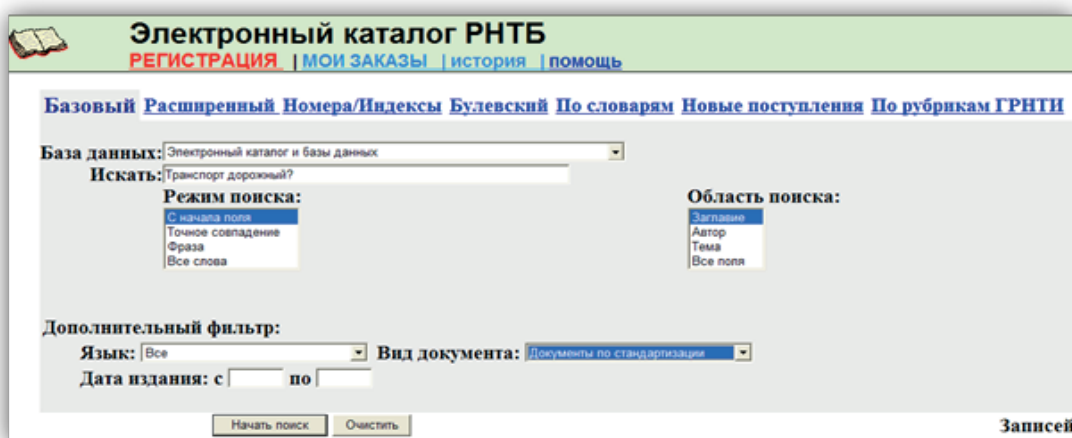 Электронный каталог РНТБ
РЕГИСТРАЦИЯ | МОИ ЗАКАЗЫ | история | помощь
Базовый Расширенный Номера/Индексы Булевский По словарям Новые поступления По рубрикам ГРНТИ
База данных: Электронный каталог и базы данных
Искать: Транспорт дорожный?
Режим поиска: Область поиска:
С начала поля Заглавие
Точное совпадение Автор
Фраза Тема
Все слова Все поля
Дополнительный фильтр:
Язык: Все Вид документа: Документы по стандартизации
Дата издания: с по
Начать поиск Очистить Записей